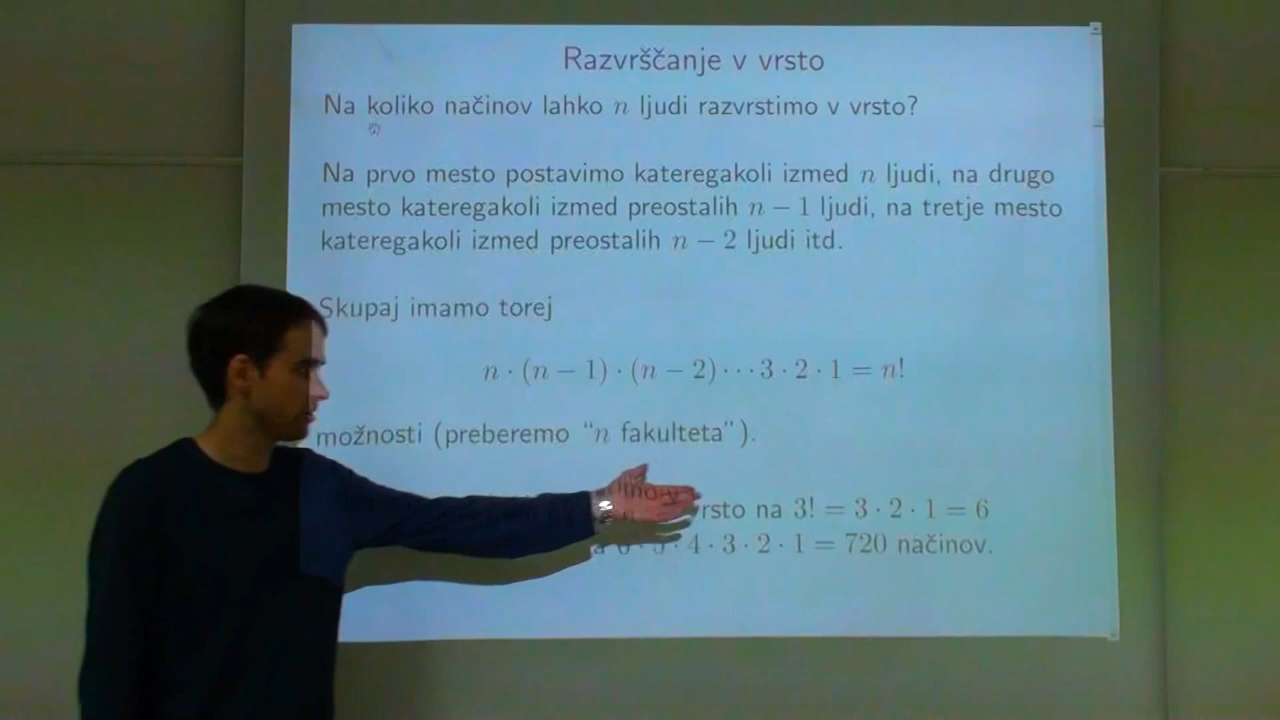 Razvrščanje v vrsto
Na koliko načinov lahko n ljudi razvrstimo v vrsto?
Na prvo mesto postavimo kateregakoli izmed n ljudi, na drugo
mesto kateregakoli izmed preostalih n − 1 ljudi, na tretje mesto
kateregakoli izmed preostalih n − 2 ljudi itd.
Skupaj imamo torej
n · (n − 1) · (n − 2) · · · 3 · 2 · 1 = n!
možnosti (preberemo “n fakulteta”).
na 3! = 3 · 2 · 1 = 6
· 4 · 3 · 2 · 1 = 720 načinov.